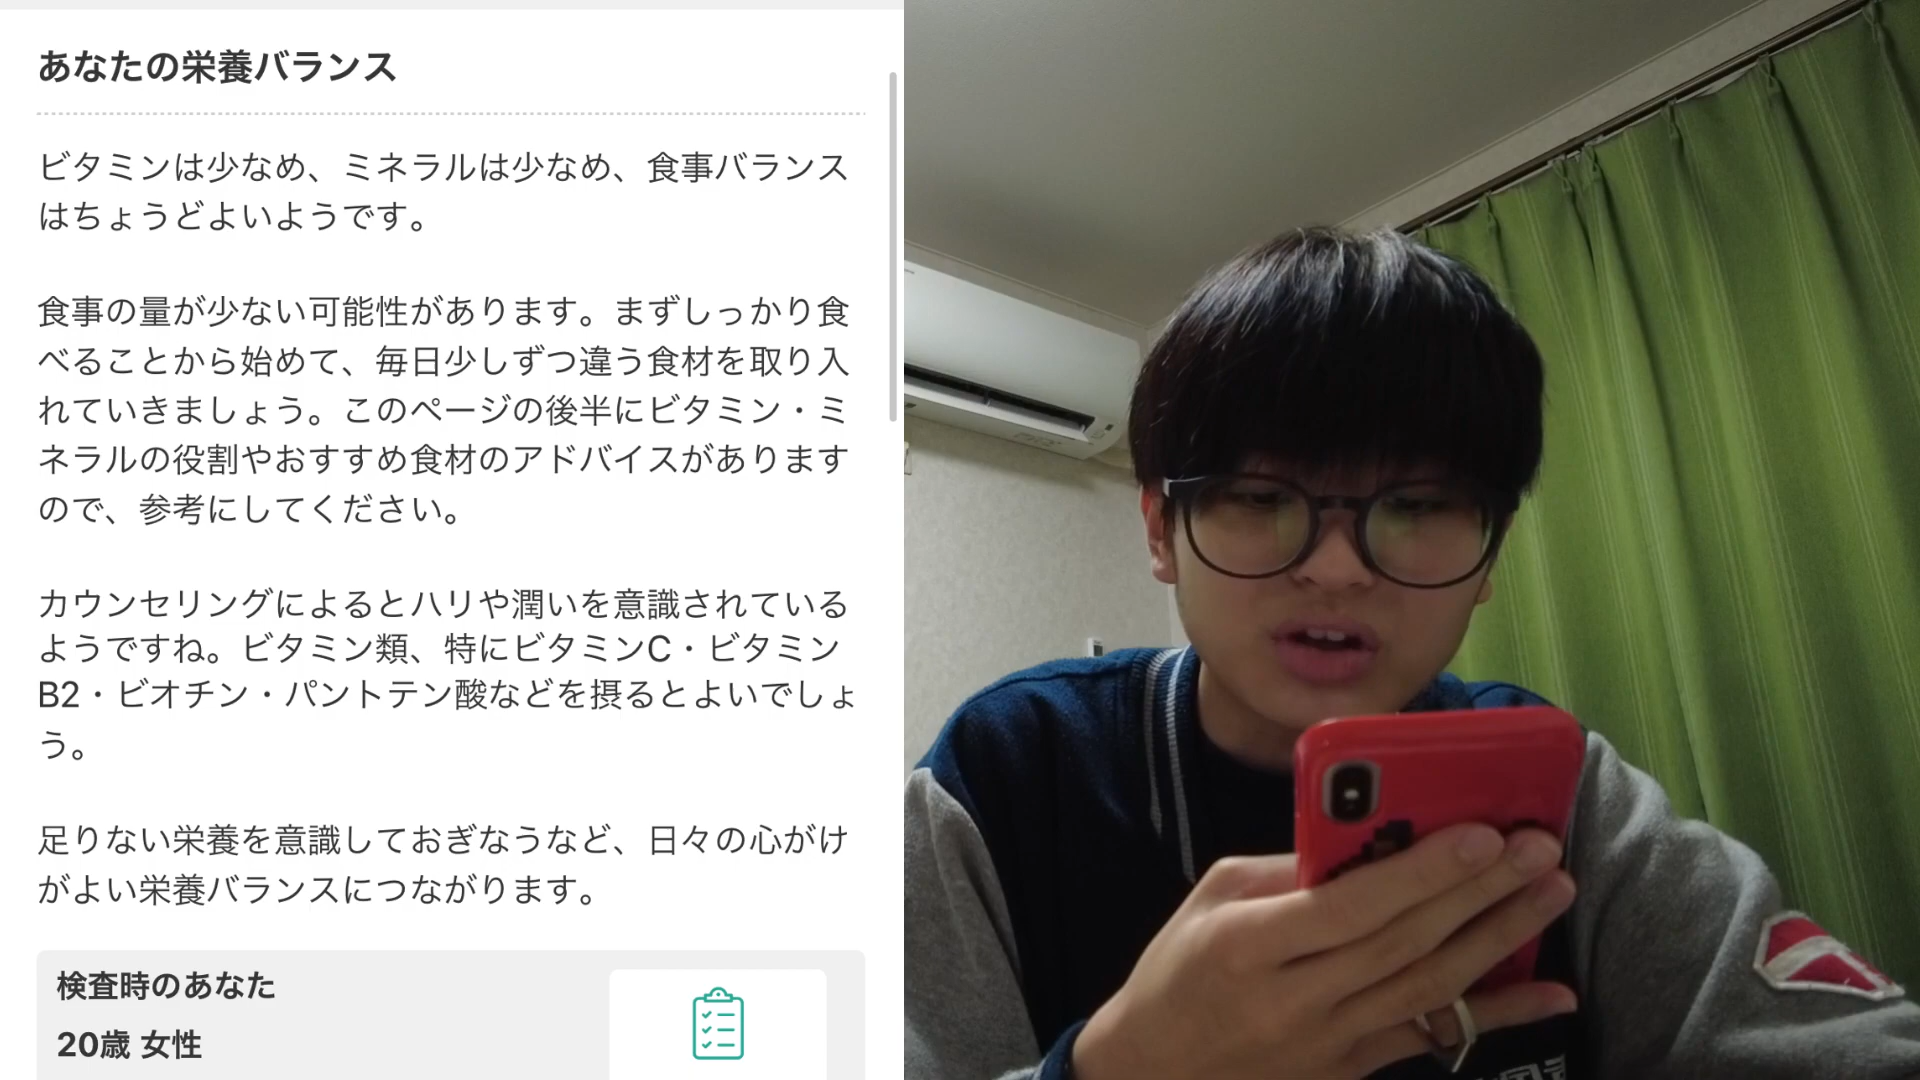 あなたの栄養バランス
ビタミンは少なめ、ミネラルは少なめ、食事バランス
はちょうどよいようです。
食事の量が少ない可能性があります。まずしっかり食
べることから始めて、毎日少しずつ違う食材を取り入
れていきましょう。このページの後半にビタミン・ミ
ネラルの役割やおすすめ食材のアドバイスがあります
ので、参考にしてください。
カウンセリングによるとハリや潤いを意識されている
ようですね。ビタミン類、特にビタミンC・ビタミン
B2・ビオチン・パントテン酸などを摂るとよいでしょ
う。
足りない栄養を意識しておぎなうなど、日々の心がけ
がよい栄養バランスにつながります。
検査時のあなた
20歳 女性